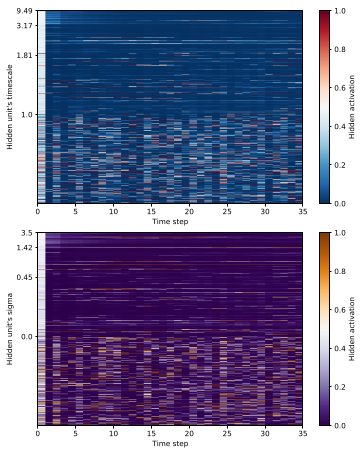 9.49
3.17
1.81
1.0
Hidden unit's timescale
0 5 10 15 20 25 30 35
Time step
1.0
0.8
0.6
0.4
0.2
0.0
Hidden activation
3.5
1.42
0.45
0.0
Hidden unit's sigma
0 5 10 15 20 25 30 35
Time step
1.0
0.8
0.6
0.4
0.2
0.0
Hidden activation